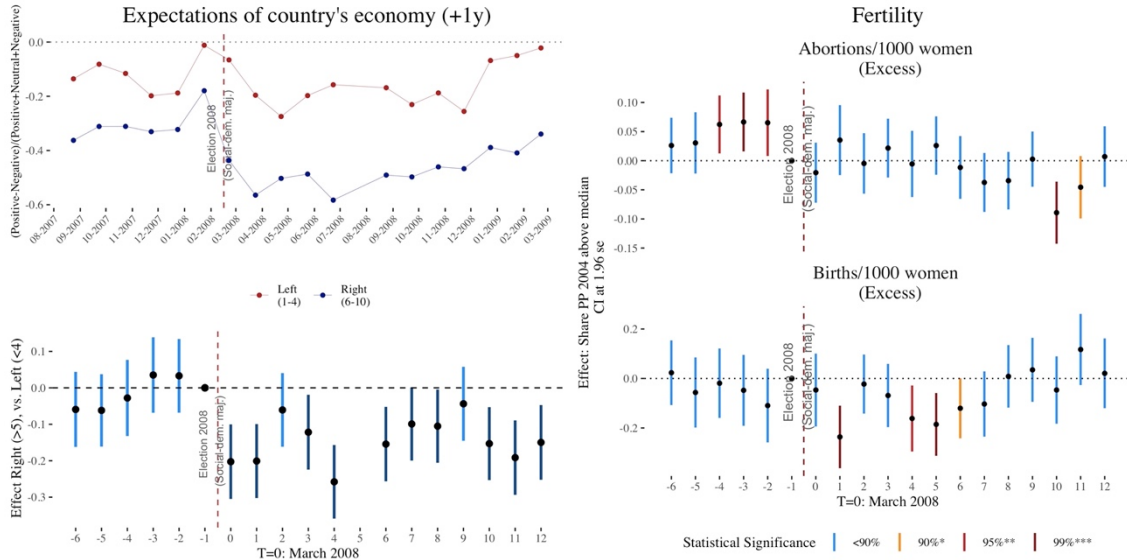 Expectations of country's economy (+1y)
(Positive-Negative)/(Positive+Neutral+Negative)
0.0
-0.2
-0.4
-0.6
Election 2008
(Social-dem. maj.)
08-2007
09-2007
10-2007
11-2007
12-2007
01-2008
02-2008
03-2008
04-2008
05-2008
06-2008
07-2008
08-2008
09-2008
10-2008
11-2008
12-2008
01-2009
02-2009
03-2009
Left
(1-4)
Right
(6-10)
Effect Right (>5), vs. Left (<4)
0.1
0.0
-0.1
-0.2
-0.3
Election 2008
(Social-dem. maj.)
-6 -5 -4 -3 -2 -1 0 1 2 3 4 5 6 7 8 9 10 11 12
T=0: March 2008
Fertility
Abortions/1000 women
(Excess)
Effect: Share PP 2004 above median
CI at 1.96 se
0.10
0.05
0.00
-0.05
-0.10
-0.15
Election 2008
(Social-dem. maj.)
Births/1000 women
(Excess)
0.2
0.0
-0.2
Election 2008
(Social-dem. maj.)
-6 -5 -4 -3 -2 -1 0 1 2 3 4 5 6 7 8 9 10 11 12
T=0: March 2008
Statistical Significance <90% 90%* 95%** 99%***